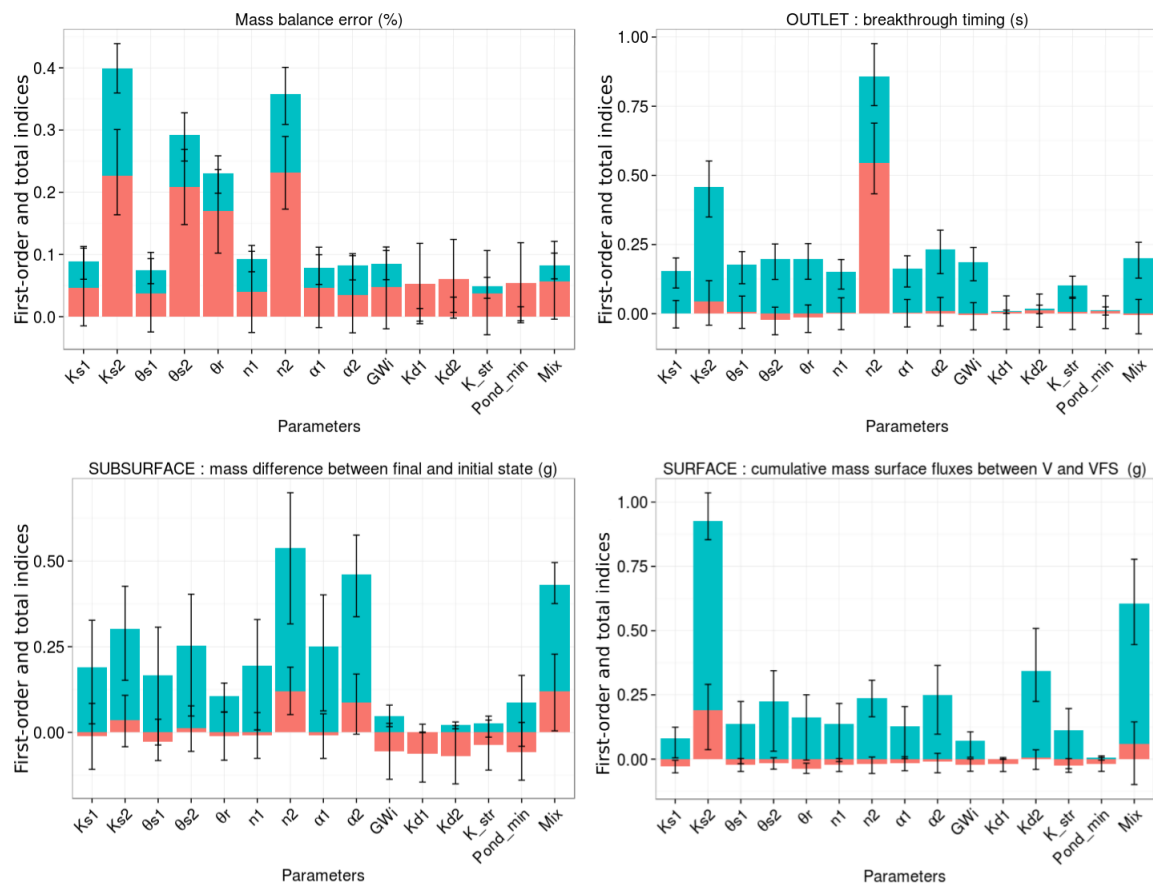 Mass balance error (%)
First-order and total indices
0.4
0.3
0.2
0.1
0.0
Ks1 Ks2 θs1 θs2 θr n1 n2 α1 α2 GWi Kd1 Kd2 K_str Pond_min Mix
Parameters
OUTLET : breakthrough timing (s)
First-order and total indices
1.00
0.75
0.50
0.25
0.00
Ks1 Ks2 θs1 θs2 θr n1 n2 α1 α2 GWi Kd1 Kd2 K_str Pond_min Mix
Parameters
SUBSURFACE : mass difference between final and initial state (g)
First-order and total indices
0.50
0.25
0.00
Ks1 Ks2 θs1 θs2 θr n1 n2 α1 α2 GWi Kd1 Kd2 K_str Pond_min Mix
Parameters
SURFACE : cumulative mass surface fluxes between V and VFS (g)
First-order and total indices
1.00
0.75
0.50
0.25
0.00
Ks1 Ks2 θs1 θs2 θr n1 n2 α1 α2 GWi Kd1 Kd2 K_str Pond_min Mix
Parameters